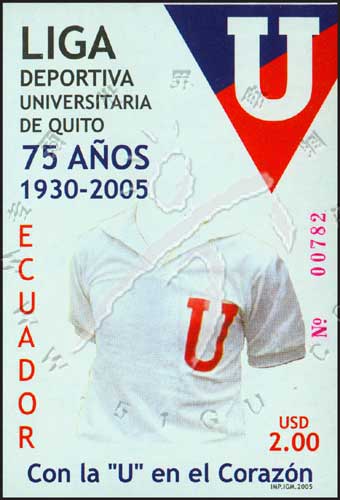 LIGA
DEPORTIVA
UNIVERSITARIA
DE QUITO
75 AÑOS
1930-2005
U
ECUADOR
U
Nº 00782
USD
2.00
Con la "U" en el Corazón
IMP.IGM.2005